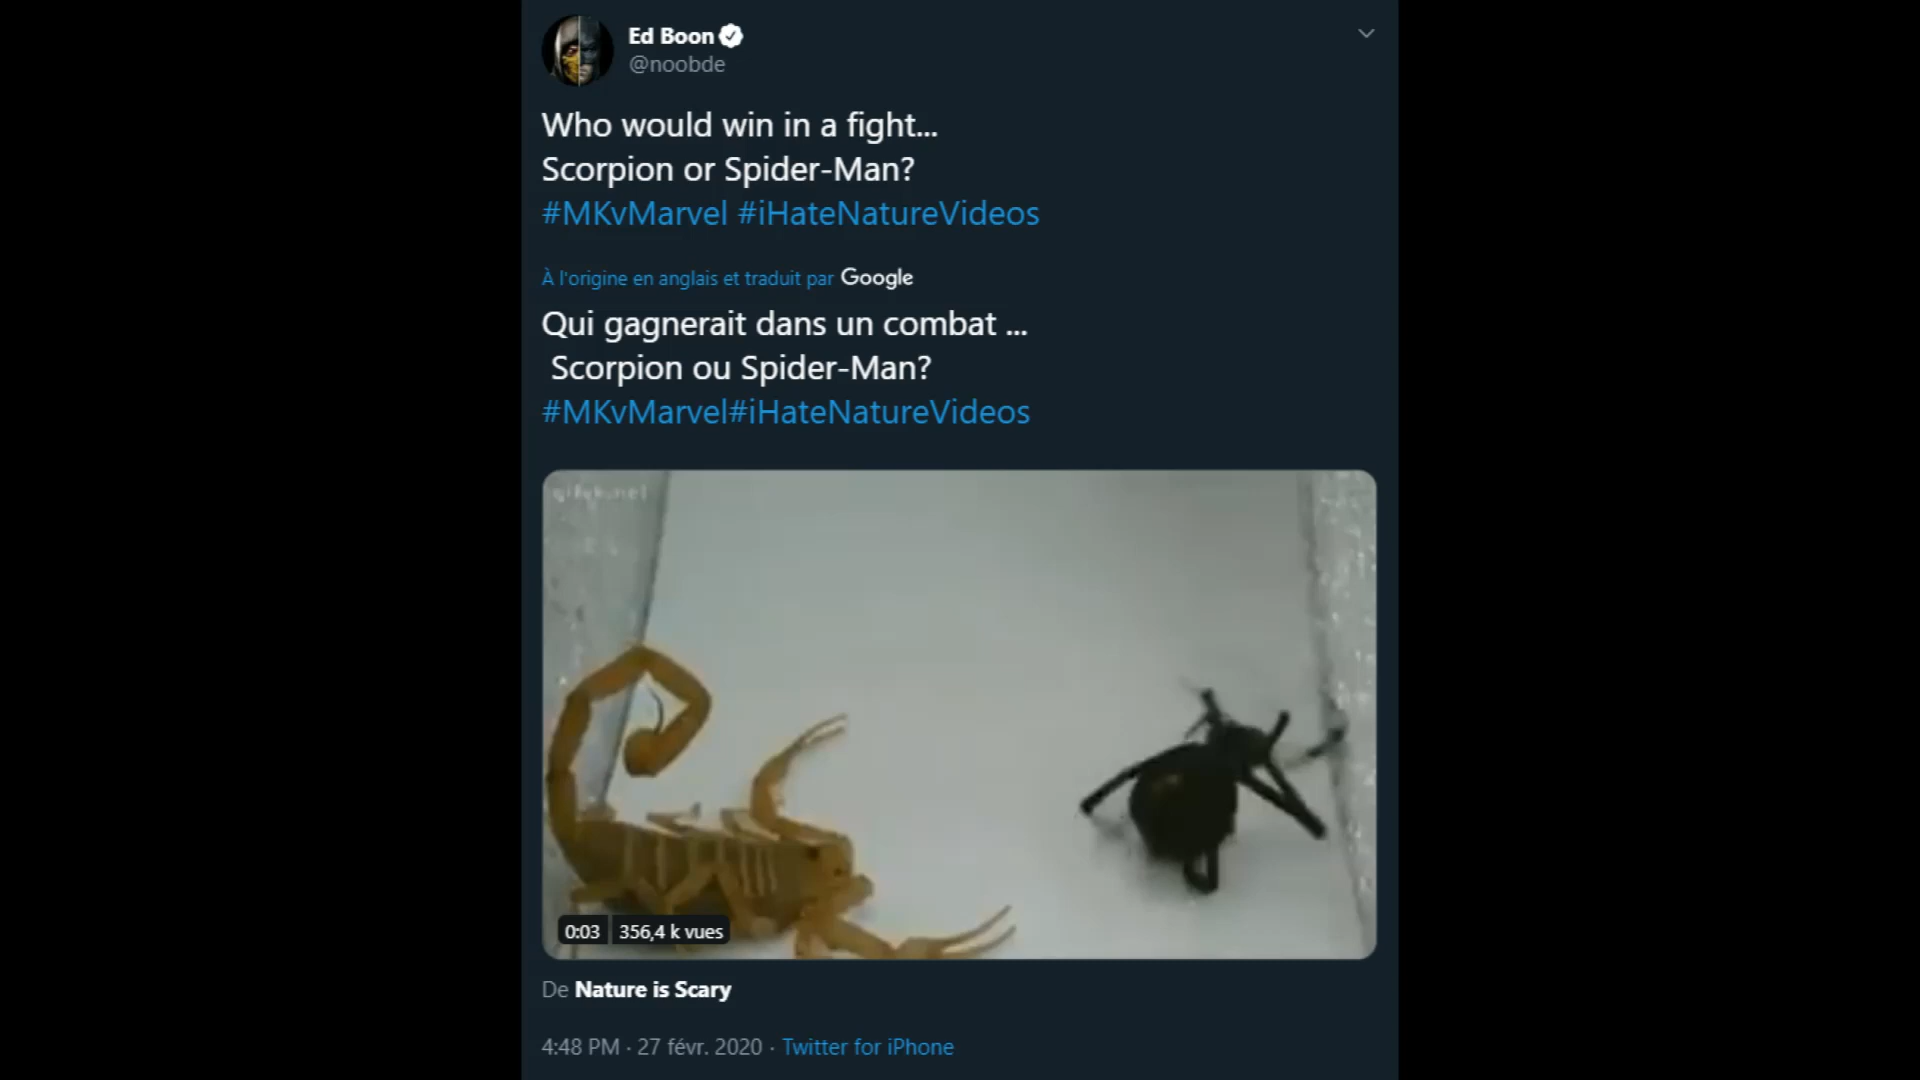 Ed Boon
@noobde
Who would win in a fight...
Scorpion or Spider-Man?
#MKvMarvel #iHateNatureVideos
À l'origine en anglais et traduit par Google
Qui gagnerait dans un combat ...
Scorpion ou Spider-Man?
#MKvMarvel#iHateNatureVideos
0:03 356,4 k vues
De Nature is Scary
4:48 PM · 27 févr. 2020 · Twitter for iPhone